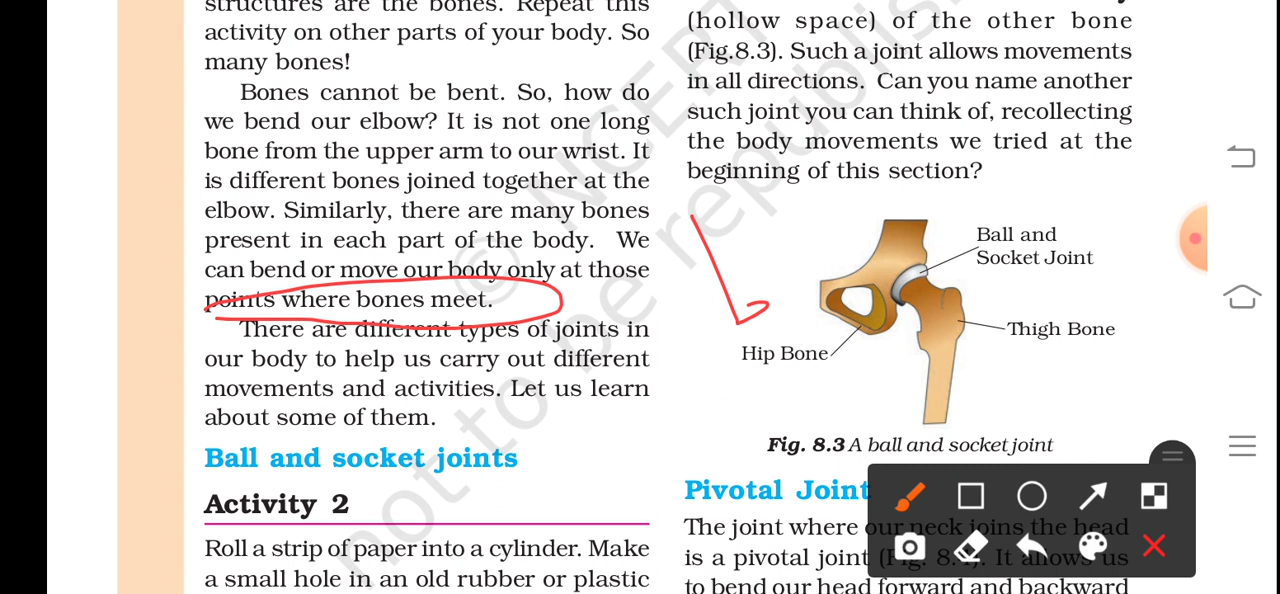 structures are the bones. Repeat this
activity on other parts of your body. So
many bones!
Bones cannot be bent. So, how do
we bend our elbow? It is not one long
bone from the upper arm to our wrist. It
is different bones joined together at the
elbow. Similarly, there are many bones
present in each part of the body. We
can bend or move our body only at those
points where bones meet.
There are different types of joints in
our body to help us carry out different
movements and activities. Let us learn
about some of them.
Ball and socket joints
Activity 2
Roll a strip of paper into a cylinder. Make
a small hole in an old rubber or plastic
(hollow space) of the other bone
(Fig.8.3). Such a joint allows movements
in all directions. Can you name another
such joint you can think of, recollecting
the body movements we tried at the
beginning of this section?
Ball and
Socket Joint
Thigh Bone
Hip Bone
Fig. 8.3 A ball and socket joint
Pivotal Joint
The joint where our neck joins the head
is a pivotal joint (Fig. 8.4). It allows us
to bend our head forward and backward
© NCERT
not to be republish